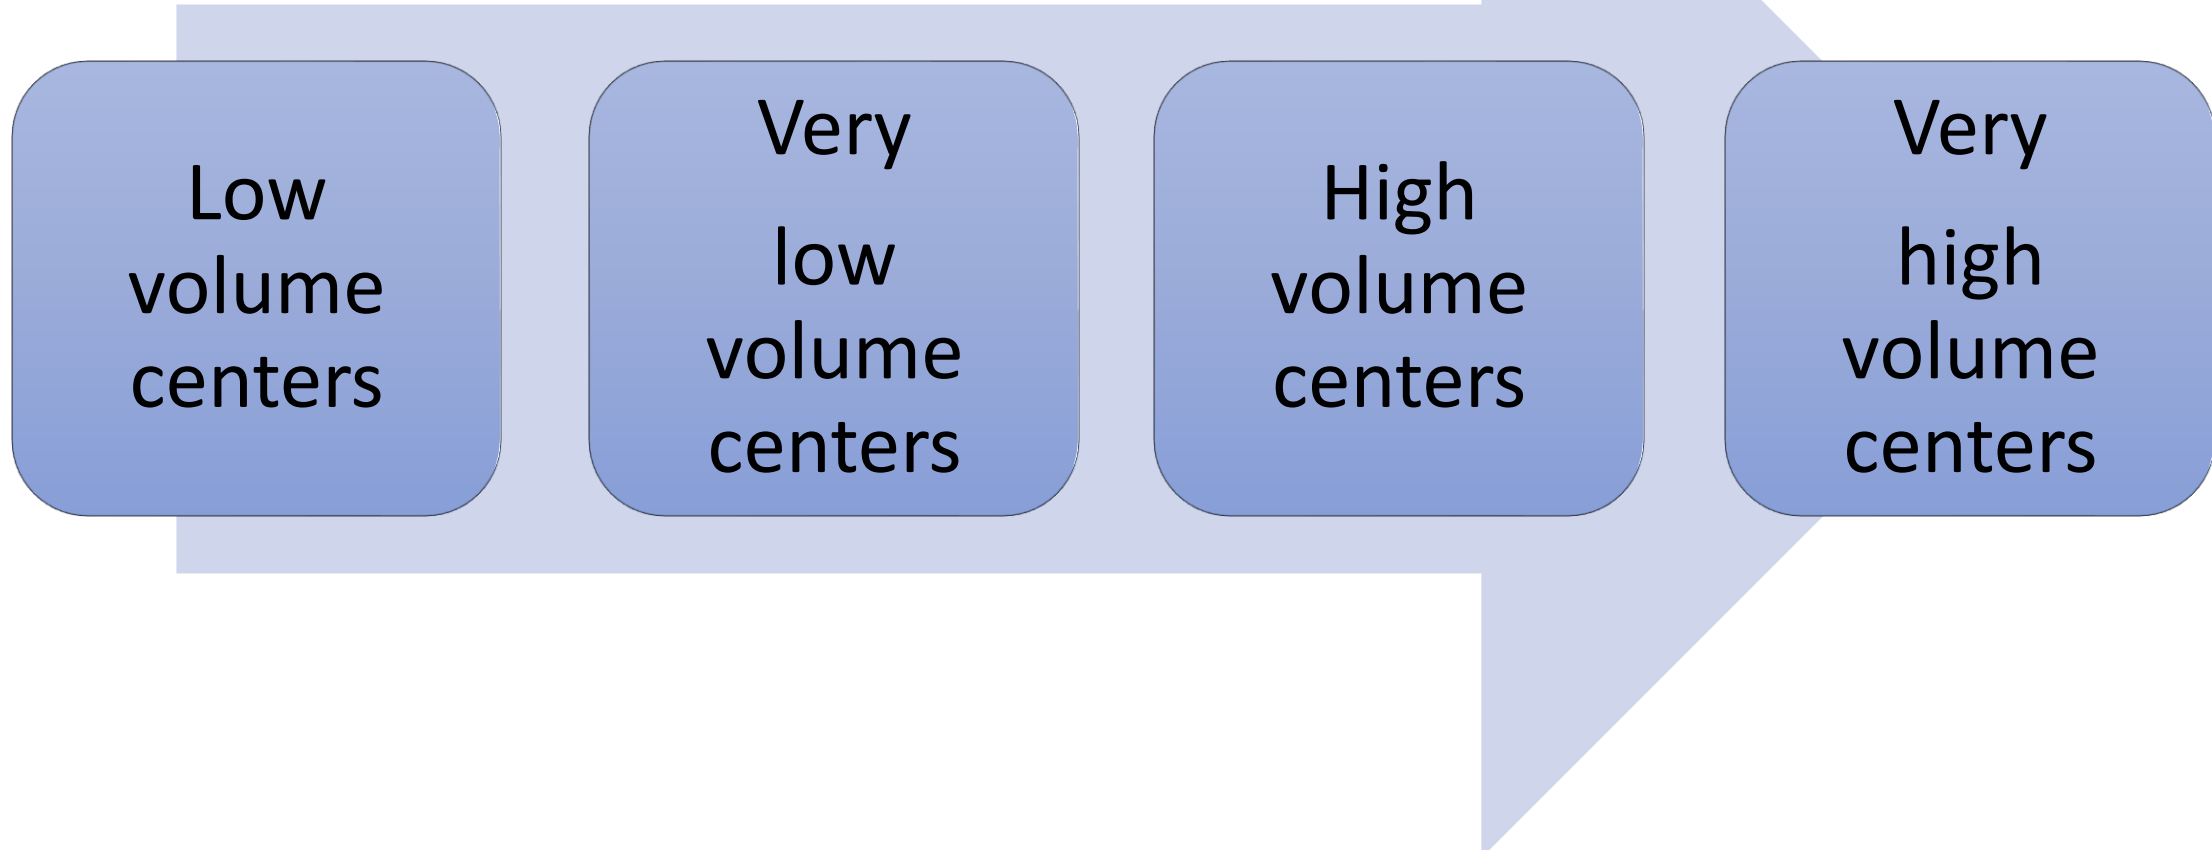 Low
volume
centers
Very
low
volume
centers
High
volume
centers
Very
high
volume
centers